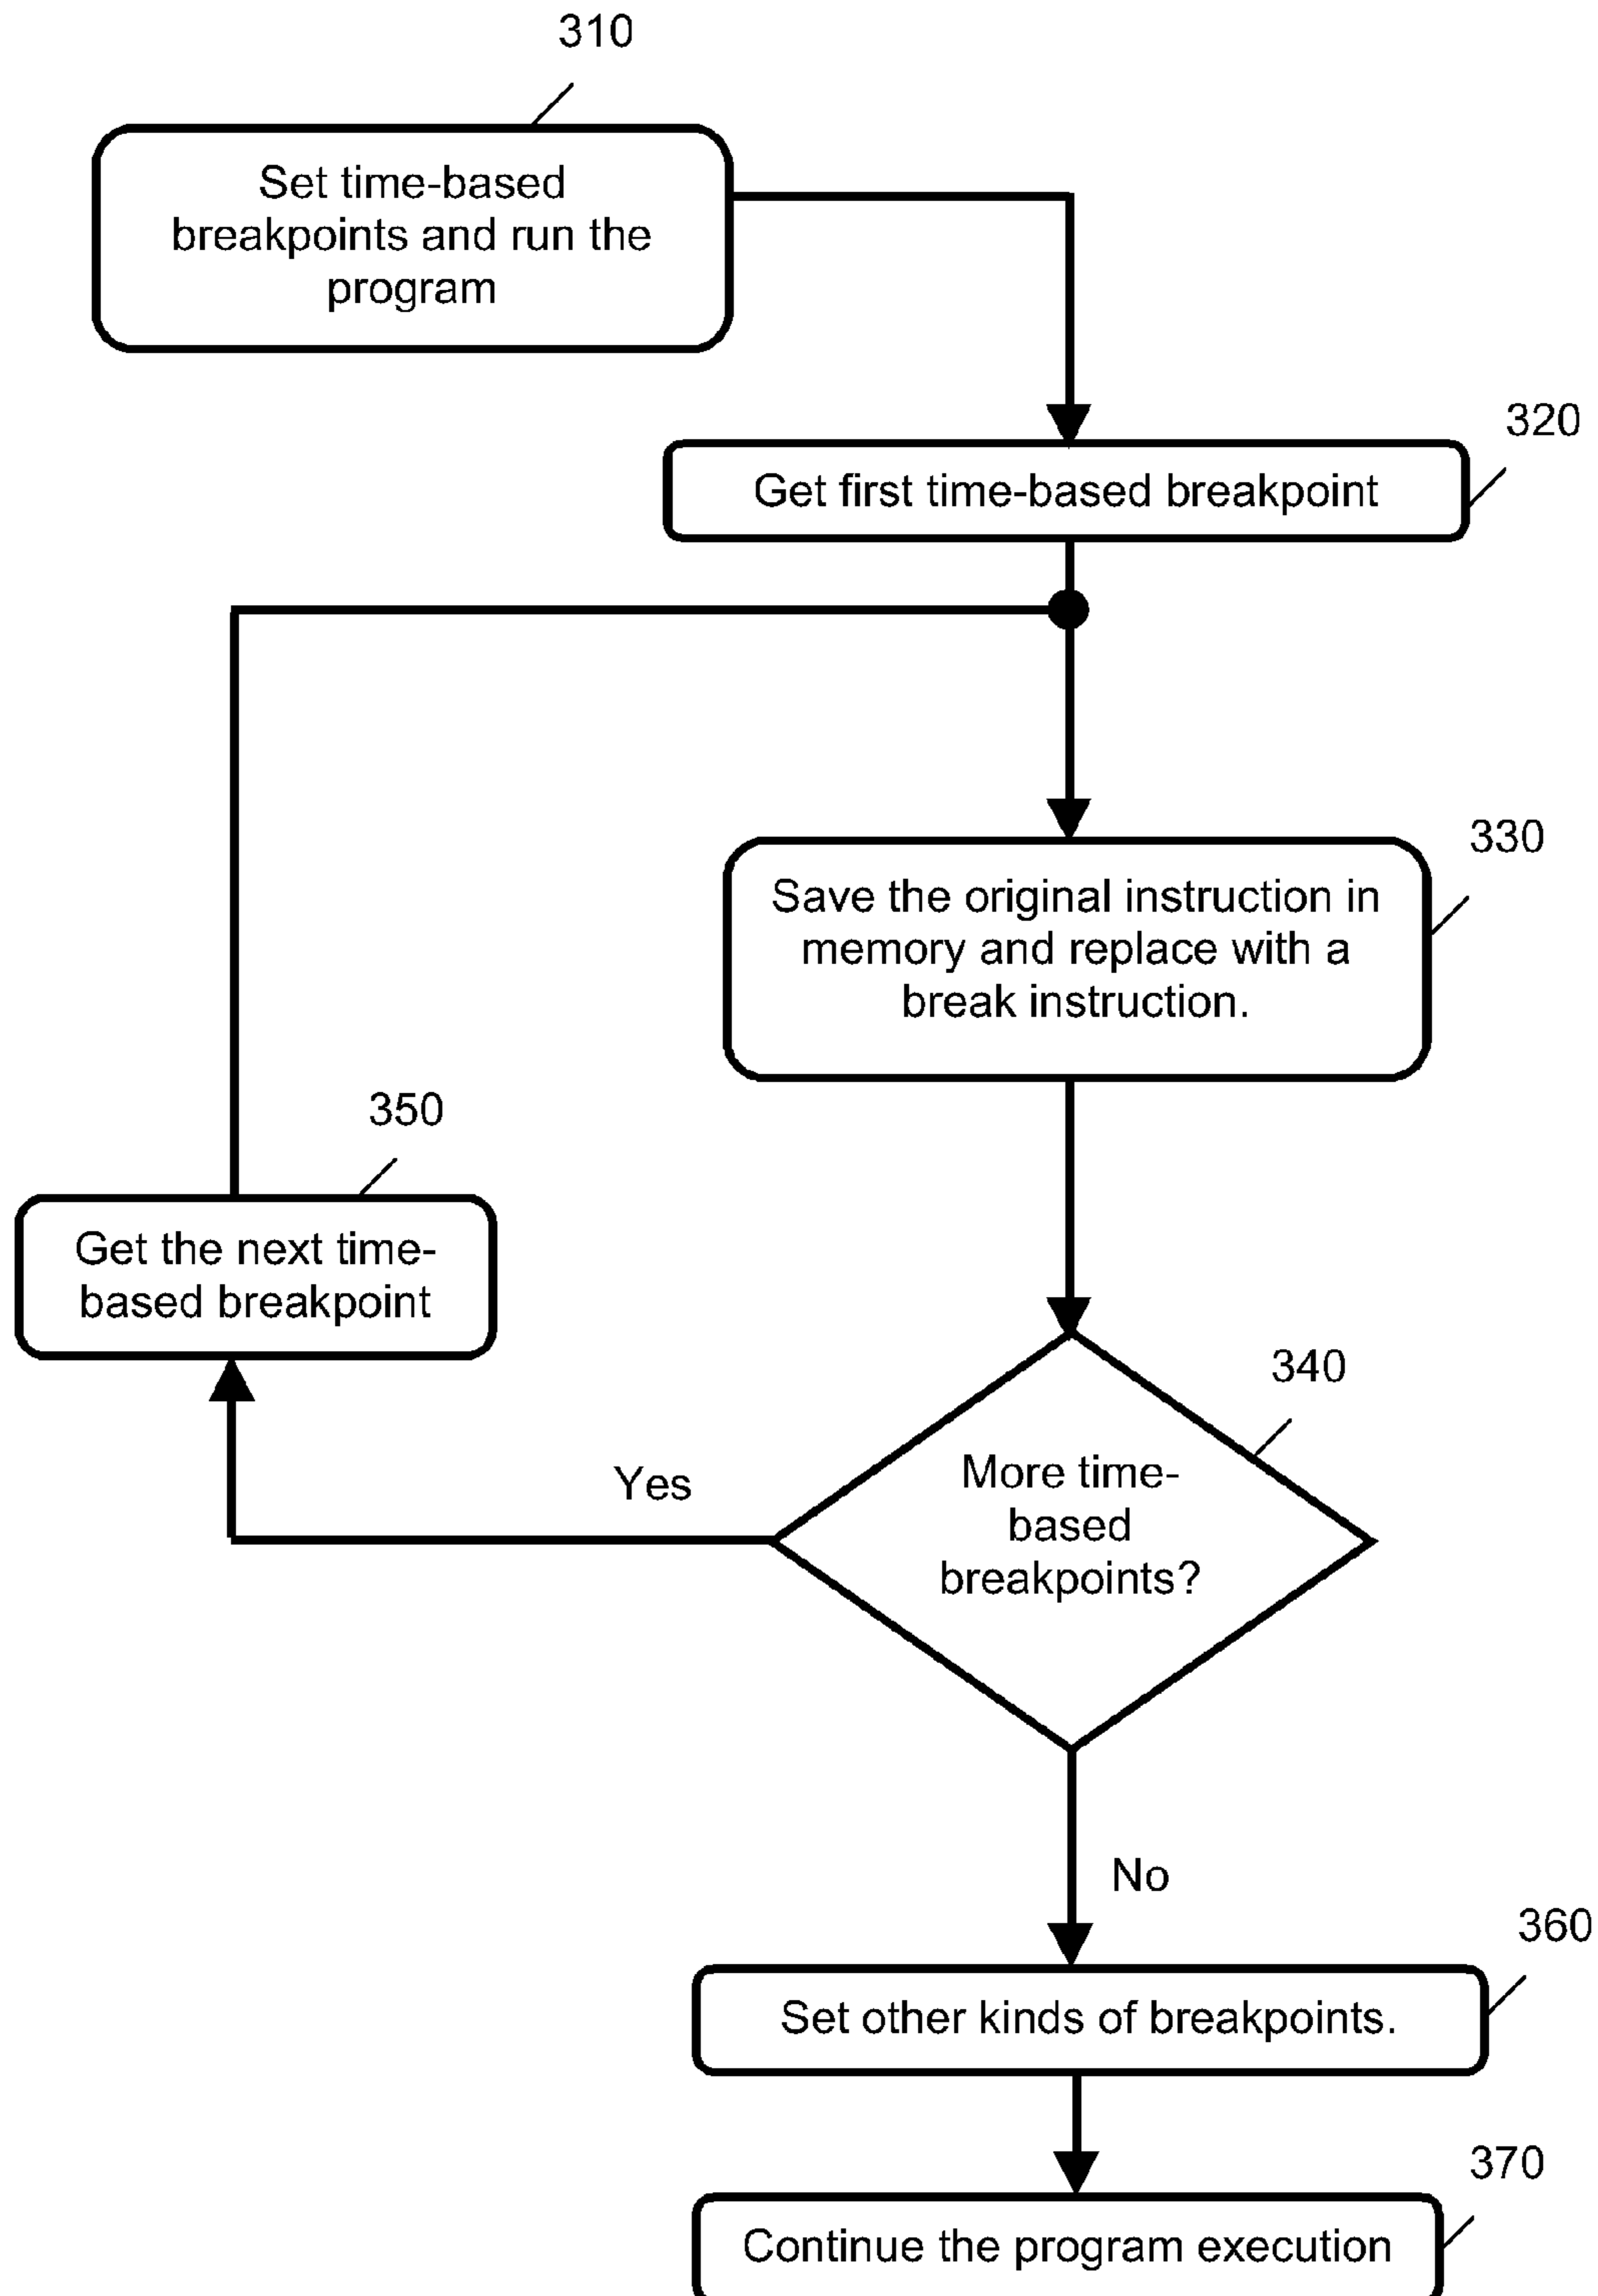 310
Set time-based
breakpoints and run the
program
320
Get first time-based breakpoint
330
Save the original instruction in
memory and replace with a
break instruction.
350
Get the next time-
based breakpoint
340
More time-
based
breakpoints?
Yes
No
360
Set other kinds of breakpoints.
370
Continue the program execution